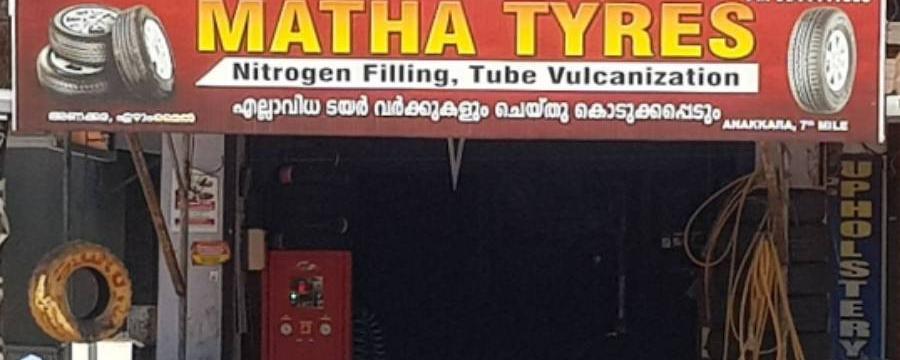 MATHA TYRES
Nitrogen Filling, Tube Vulcanization
എല്ലാവിധ ടയർ വർക്കുകളും ചെയ്തു കൊടുക്കപ്പെടും
അണക്കര, ഏഴാംമൈൽ
ANAKKARA, 7TH MILE
UPHOLSTERY